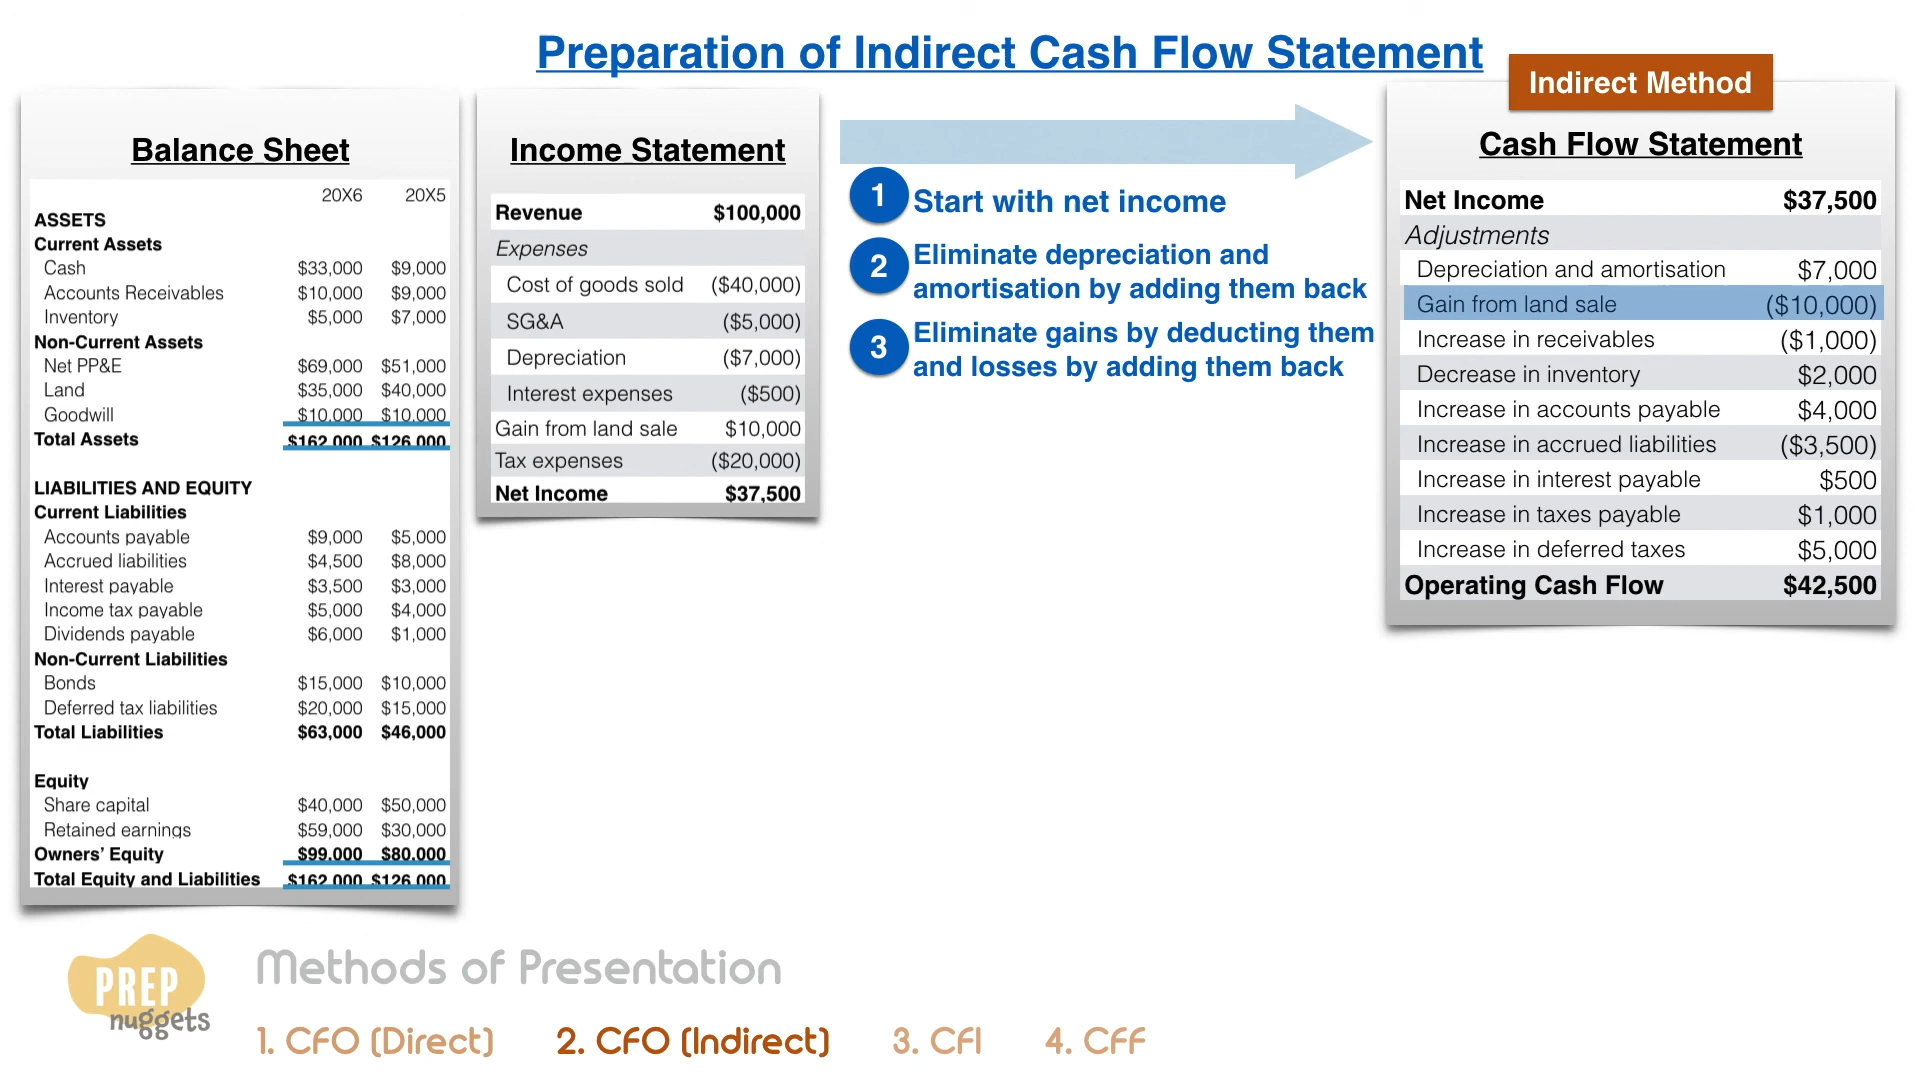 Preparation of Indirect Cash Flow Statement
Balance Sheet
20X6 20X5
ASSETS
Current Assets
Cash $33,000 $9,000
Accounts Receivables $10,000 $9,000
Inventory $5,000 $7,000
Non-Current Assets
Net PP&E $69,000 $51,000
Land $35,000 $40,000
Goodwill $10,000 $10,000
Total Assets $162,000 $126,000
LIABILITIES AND EQUITY
Current Liabilities
Accounts payable $9,000 $5,000
Accrued liabilities $4,500 $8,000
Interest payable $3,500 $3,000
Income tax payable $5,000 $4,000
Dividends payable $6,000 $1,000
Non-Current Liabilities
Bonds $15,000 $10,000
Deferred tax liabilities $20,000 $15,000
Total Liabilities $63,000 $46,000
Equity
Share capital $40,000 $50,000
Retained earnings $59,000 $30,000
Owners' Equity $99,000 $80,000
Total Equity and Liabilities $162,000 $126,000
Income Statement
Revenue $100,000
Expenses
Cost of goods sold ($40,000)
SG&A ($5,000)
Depreciation ($7,000)
Interest expenses ($500)
Gain from land sale $10,000
Tax expenses ($20,000)
Net Income $37,500
1 Start with net income
2 Eliminate depreciation and
amortisation by adding them back
3 Eliminate gains by deducting them
and losses by adding them back
Indirect Method
Cash Flow Statement
Net Income $37,500
Adjustments
Depreciation and amortisation $7,000
Gain from land sale ($10,000)
Increase in receivables ($1,000)
Decrease in inventory $2,000
Increase in accounts payable $4,000
Increase in accrued liabilities ($3,500)
Increase in interest payable $500
Increase in taxes payable $1,000
Increase in deferred taxes $5,000
Operating Cash Flow $42,500
PREP
nuggets
Methods of Presentation
1. CFO (Direct) 2. CFO (Indirect) 3. CFI 4. CFF